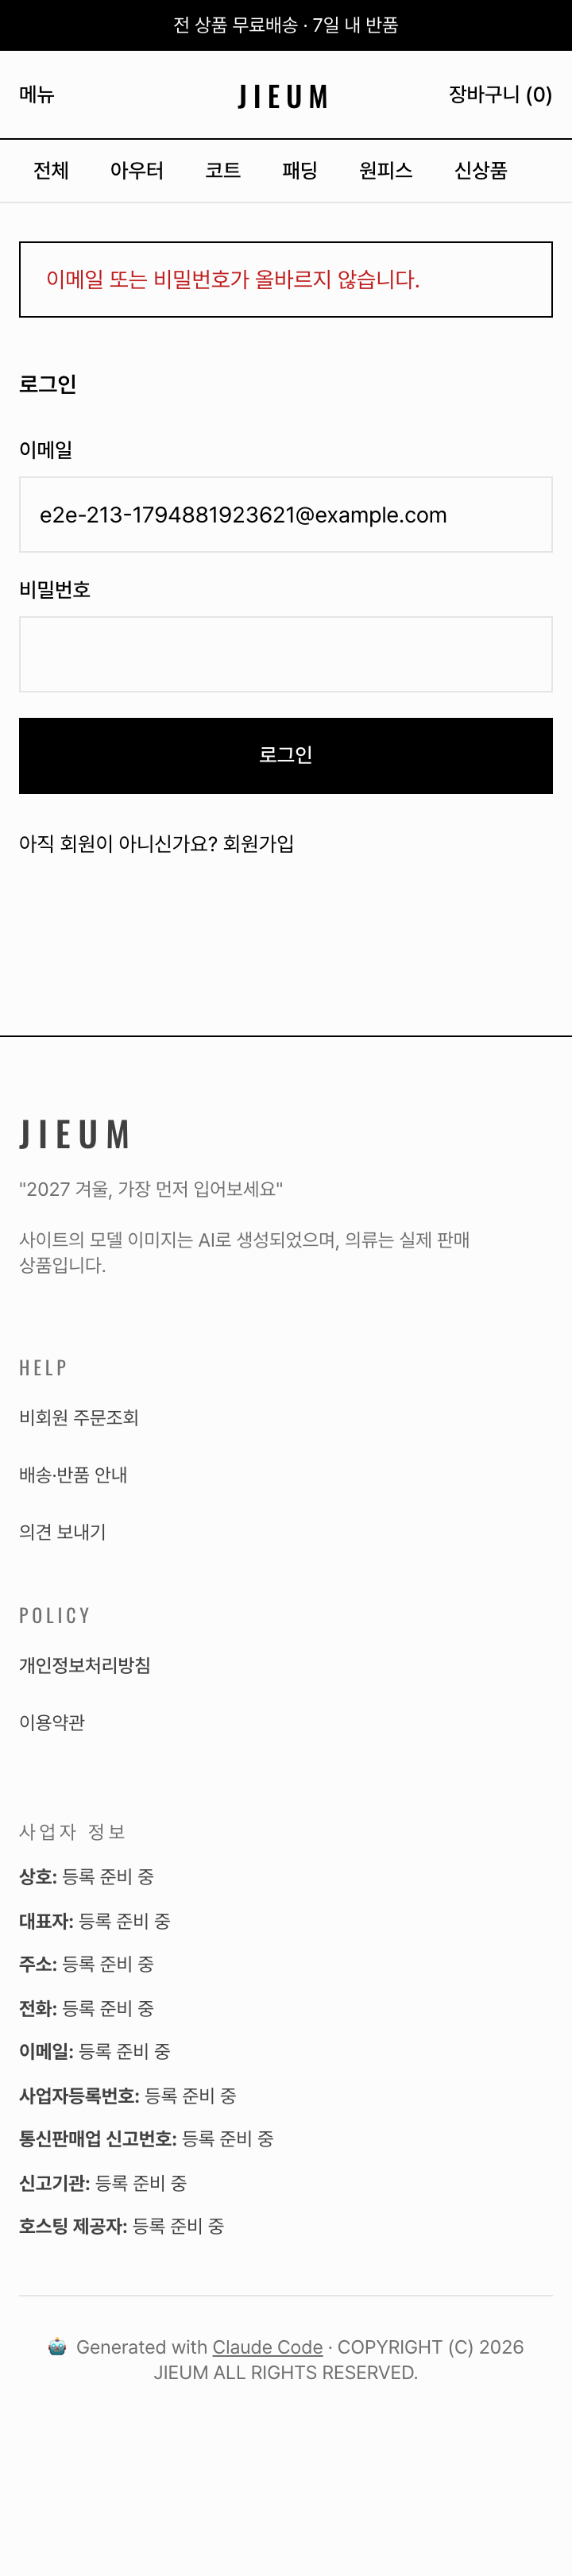 전 상품 무료배송 · 7일 내 반품
메뉴
JIEUM
장바구니 (0)
전체 아우터 코트 패딩 원피스 신상품
이메일 또는 비밀번호가 올바르지 않습니다.
로그인
이메일
e2e-213-1794881923621@example.com
비밀번호
로그인
아직 회원이 아니신가요? 회원가입
JIEUM
"2027 겨울, 가장 먼저 입어보세요"
사이트의 모델 이미지는 AI로 생성되었으며, 의류는 실제 판매
상품입니다.
HELP
비회원 주문조회
배송·반품 안내
의견 보내기
POLICY
개인정보처리방침
이용약관
사업자 정보
상호: 등록 준비 중
대표자: 등록 준비 중
주소: 등록 준비 중
전화: 등록 준비 중
이메일: 등록 준비 중
사업자등록번호: 등록 준비 중
통신판매업 신고번호: 등록 준비 중
신고기관: 등록 준비 중
호스팅 제공자: 등록 준비 중
🤖 Generated with Claude Code · COPYRIGHT (C) 2026
JIEUM ALL RIGHTS RESERVED.